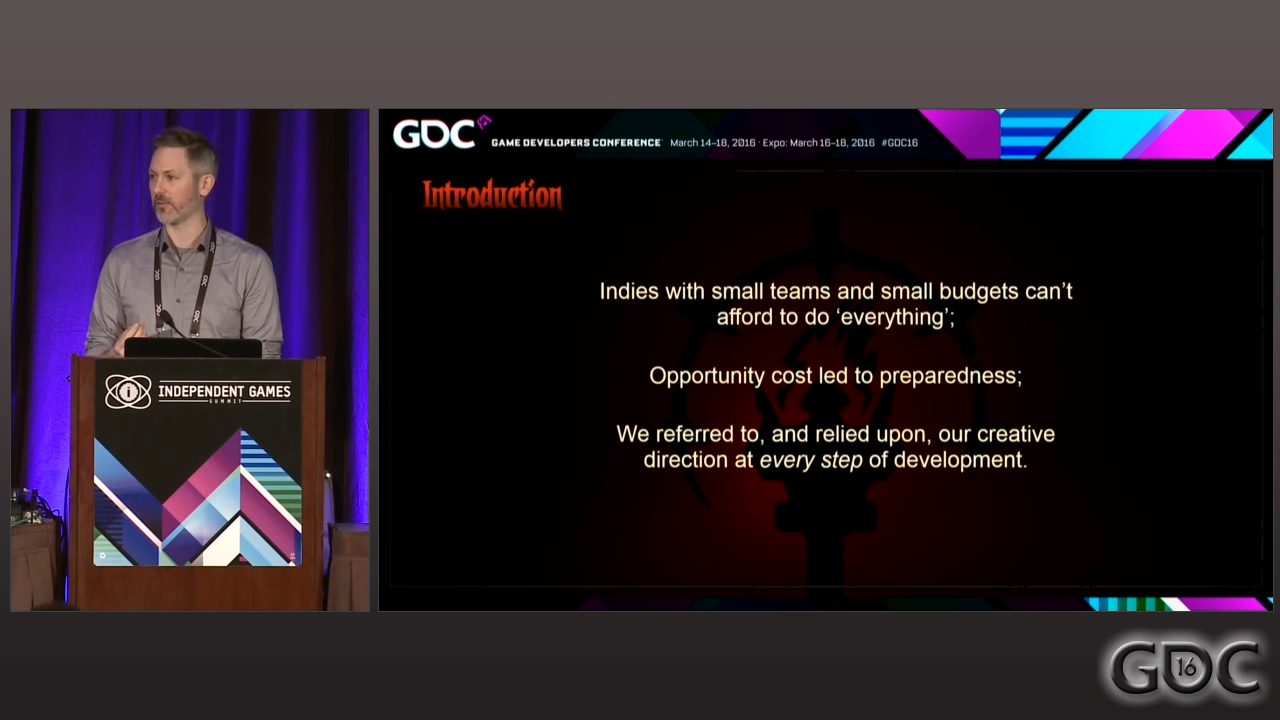 GDC
GAME DEVELOPERS CONFERENCE March 14-18, 2016 · Expo: March 16-18, 2016 #GDC16
Introduction
Indies with small teams and small budgets can't
afford to do 'everything';
Opportunity cost led to preparedness;
We referred to, and relied upon, our creative
direction at every step of development.
GDC
GDC
i
INDEPENDENT GAMES
SUMMIT
GDC
16